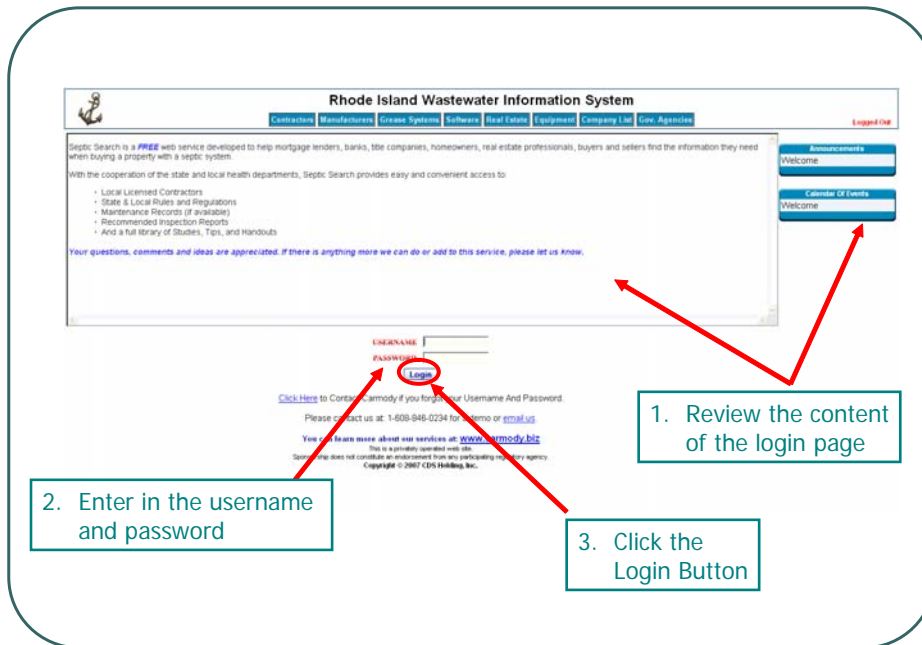 Rhode Island Wastewater Information System
Contractors Manufacturers Grease Systems Software Real Estate Equipment Company List Gov. Agencies
Logged Out
Septic Search is a FREE web service developed to help mortgage lenders, banks, title companies, homeowners, real estate professionals, buyers and sellers find the information they need
when buying a property with a septic system.
With the cooperation of the state and local health departments, Septic Search provides easy and convenient access to:
· Local Licensed Contractors
· State & Local Rules and Regulations
· Maintenance Records (if available)
· Recommended Inspection Reports
· And a full library of Studies, Tips, and Handouts
Your questions, comments and ideas are appreciated. If there is anything more we can do or add to this service, please let us know.
Announcements
Welcome
Calendar Of Events
Welcome
USERNAME
PASSWORD
Login
Click Here to Contact Carmody if you forgot your Username And Password.
Please contact us at: 1-608-846-0234 for a demo or email us.
You can learn more about our services at: www.carmody.biz
This is a privately operated web site.
Sponsorship does not constitute an endorsement from any participating regulatory agency.
Copyright © 2007 CDS Holding, Inc.
1. Review the content
of the login page
2. Enter in the username
and password
3. Click the
Login Button